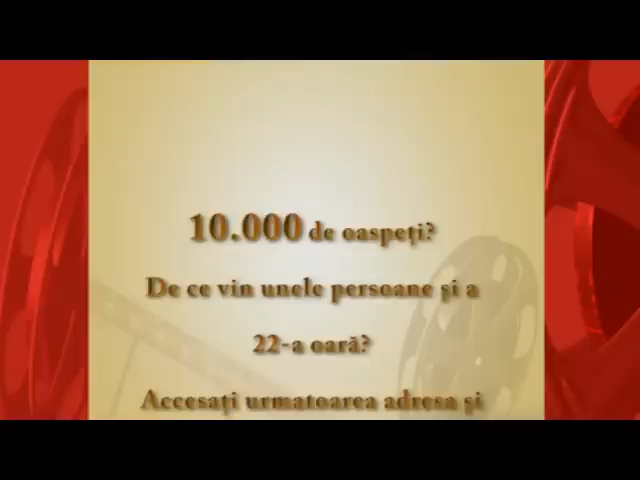 10.000 de oaspeți?
De ce vin unele persoane și a
22-a oară?
Accesați urmatoarea adresa și